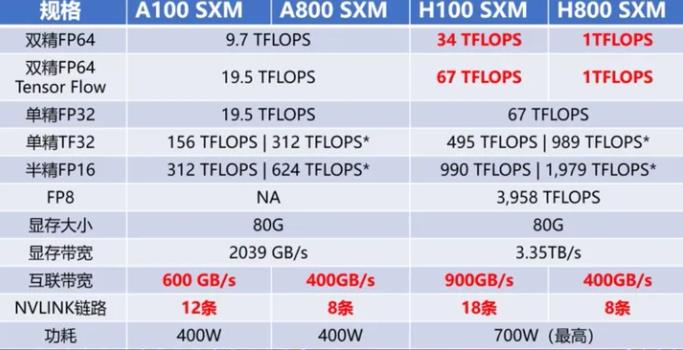 规格 A100 SXM A800 SXM H100 SXM H800 SXM
双精FP64 9.7 TFLOPS 34 TFLOPS 1TFLOPS
双精FP64
Tensor Flow 19.5 TFLOPS 67 TFLOPS 1TFLOPS
单精FP32 19.5 TFLOPS 67 TFLOPS
单精TF32 156 TFLOPS | 312 TFLOPS* 495 TFLOPS | 989 TFLOPS*
半精FP16 312 TFLOPS | 624 TFLOPS* 990 TFLOPS | 1,979 TFLOPS*
FP8 NA 3,958 TFLOPS
显存大小 80G 80G
显存带宽 2039 GB/s 3.35TB/s
互联带宽 600 GB/s 400GB/s 900GB/s 400GB/s
NVLINK链路 12条 8条 18条 8条
功耗 400W 400W 700W（最高）